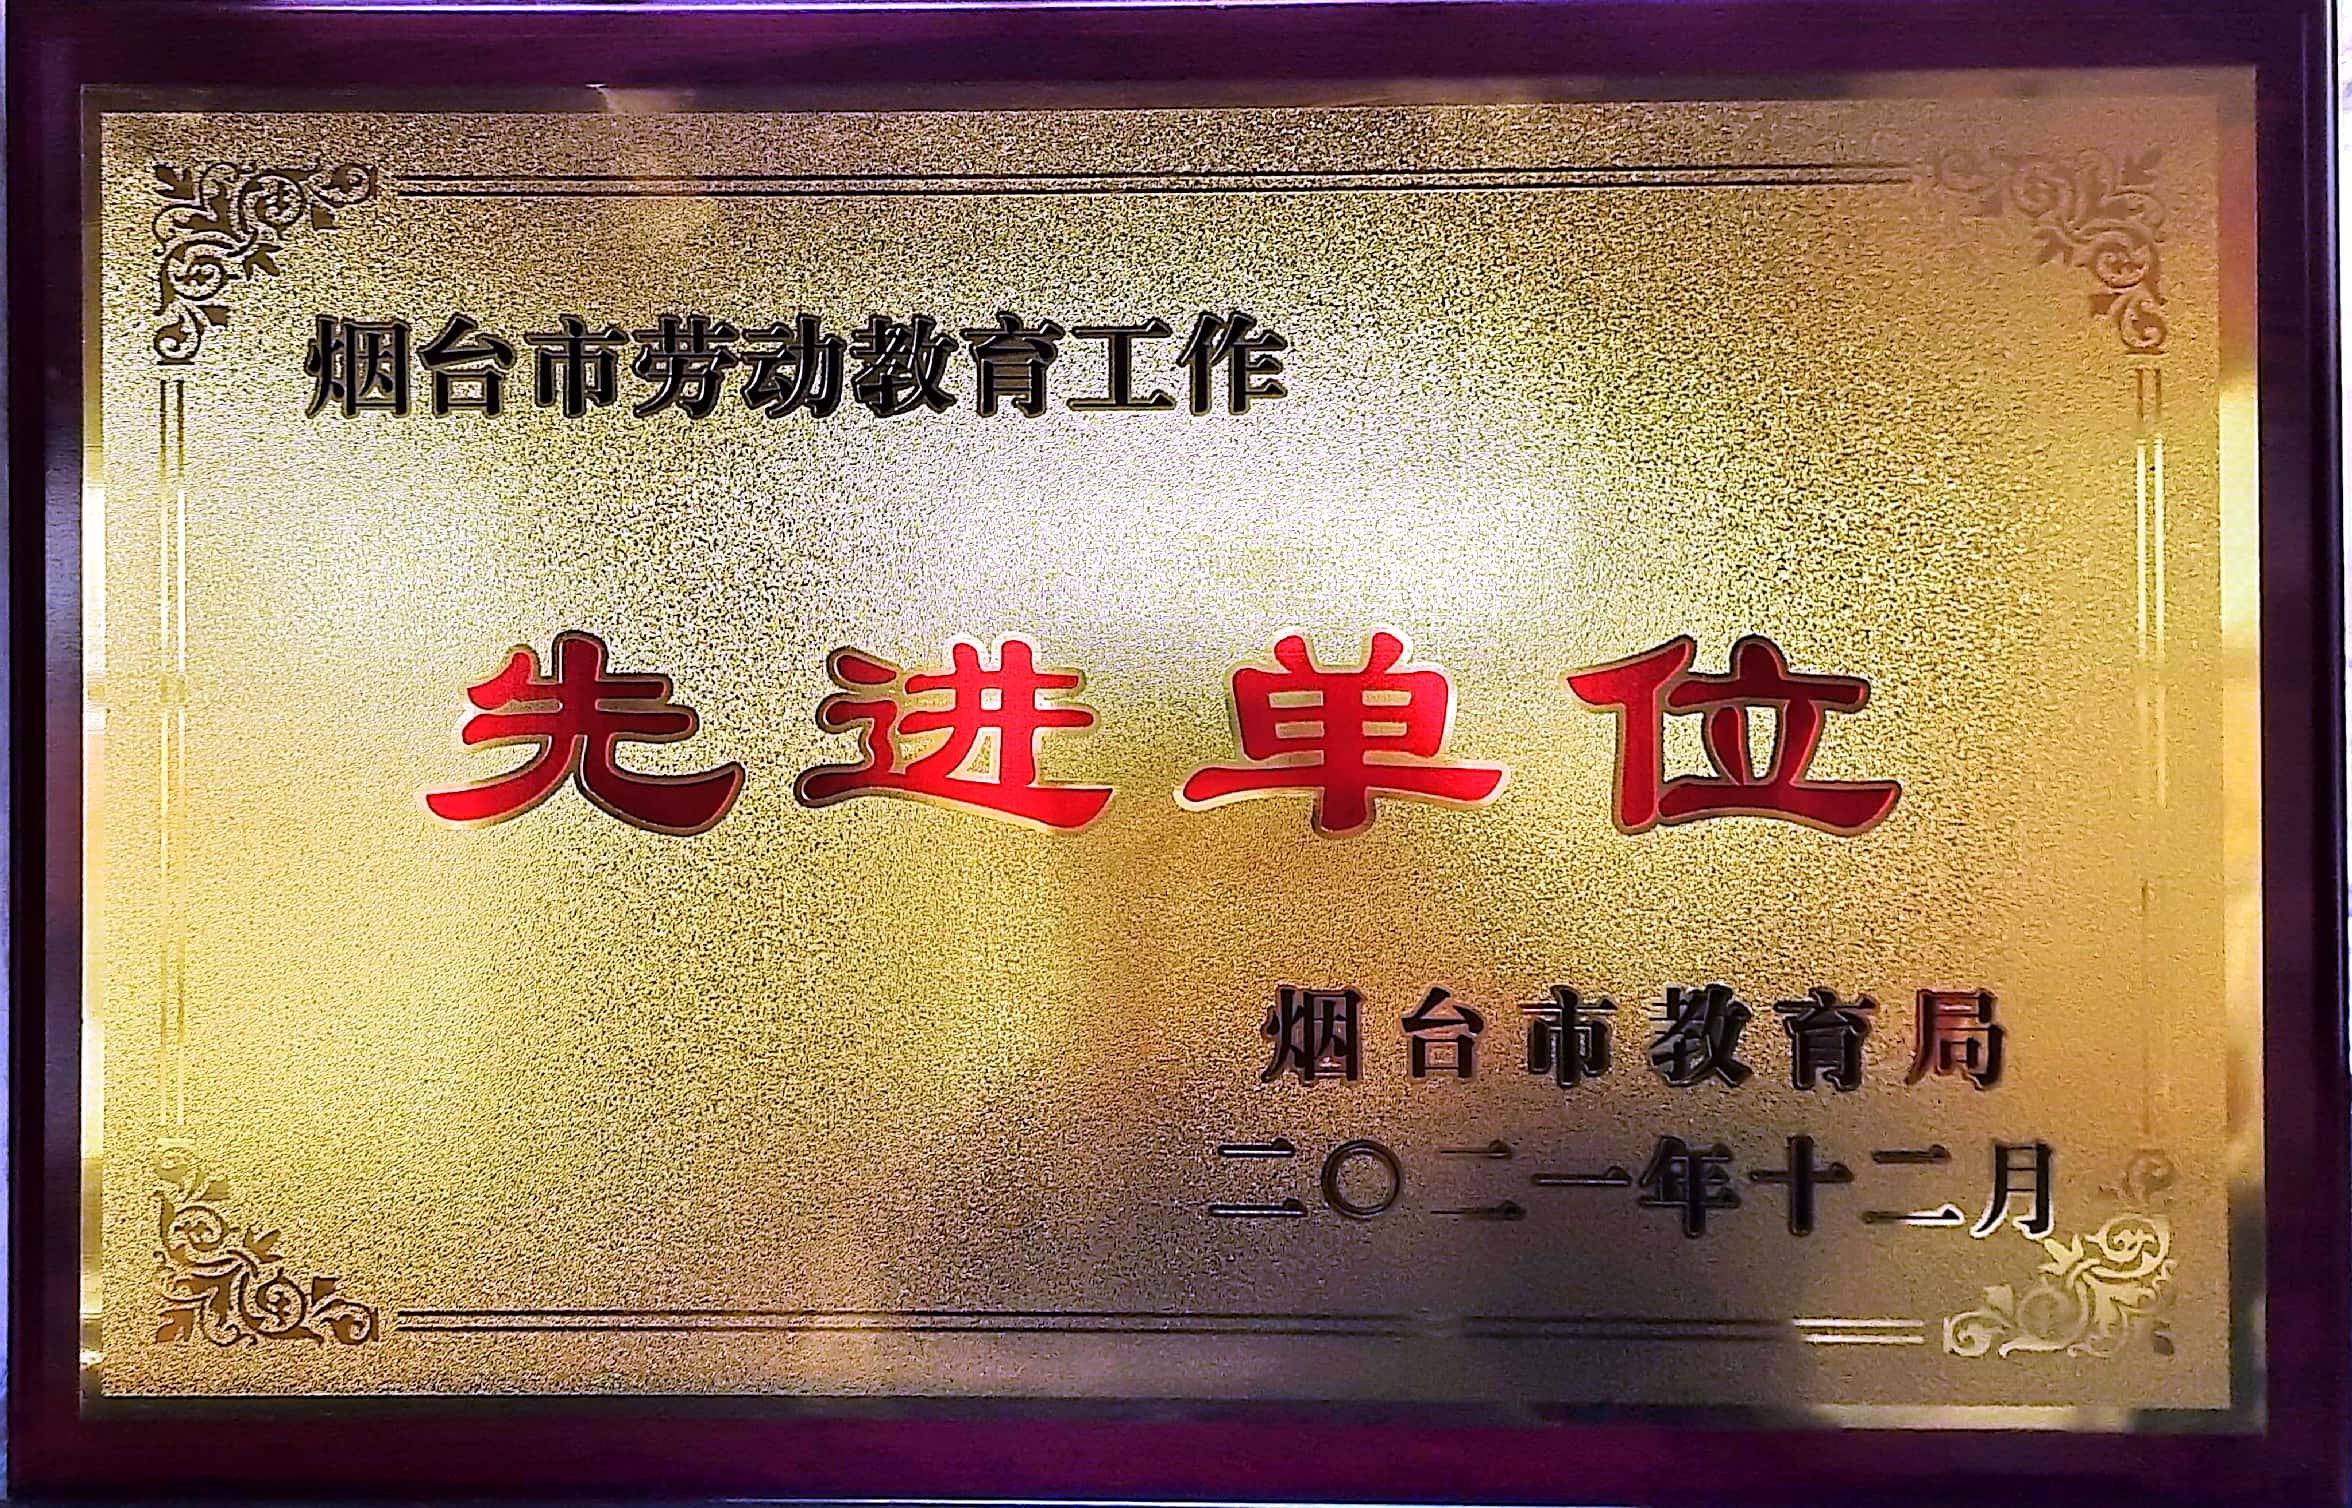 烟台市劳动教育工作
先进单位
烟台市教育局
二〇二一年十二月